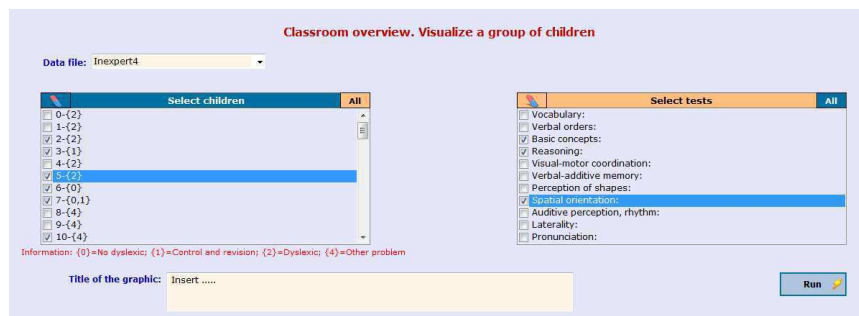 Classroom overview. Visualize a group of children
Data file: Inexpert4
Select children All
0-{2}
1-{2}
2-{2}
3-{1}
4-{2}
5-{2}
6-{0}
7-{0,1}
8-{4}
9-{4}
10-{4}
Select tests All
Vocabulary:
Verbal orders:
Basic concepts:
Reasoning:
Visual-motor coordination:
Verbal-additive memory:
Perception of shapes:
Spatial orientation:
Auditive perception, rhythm:
Laterality:
Pronunciation:
Information: {0}=No dyslexic; {1}=Control and revision; {2}=Dyslexic; {4}=Other problem
Title of the graphic: Insert .....
Run